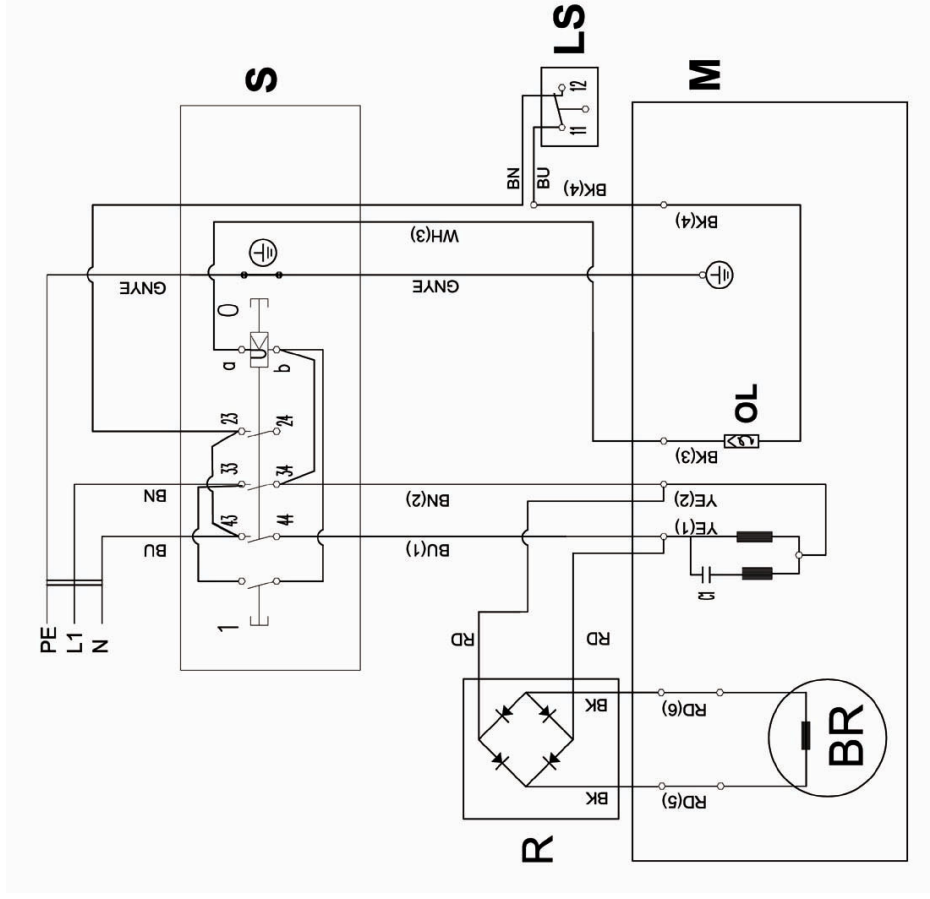 LS
S
M
12
11
BN
BU
BK(4)
BK(4)
WH(3)
GNYE
GNYE
0
a
b
U<
23
24
OL
BK(3)
33
34
BN
BN(2)
YE(2)
43
44
BU
BU(1)
YE(1)
C1
PE
L1
N
1
RD
RD
BK
RD(6)
BR
BK
RD(5)
R